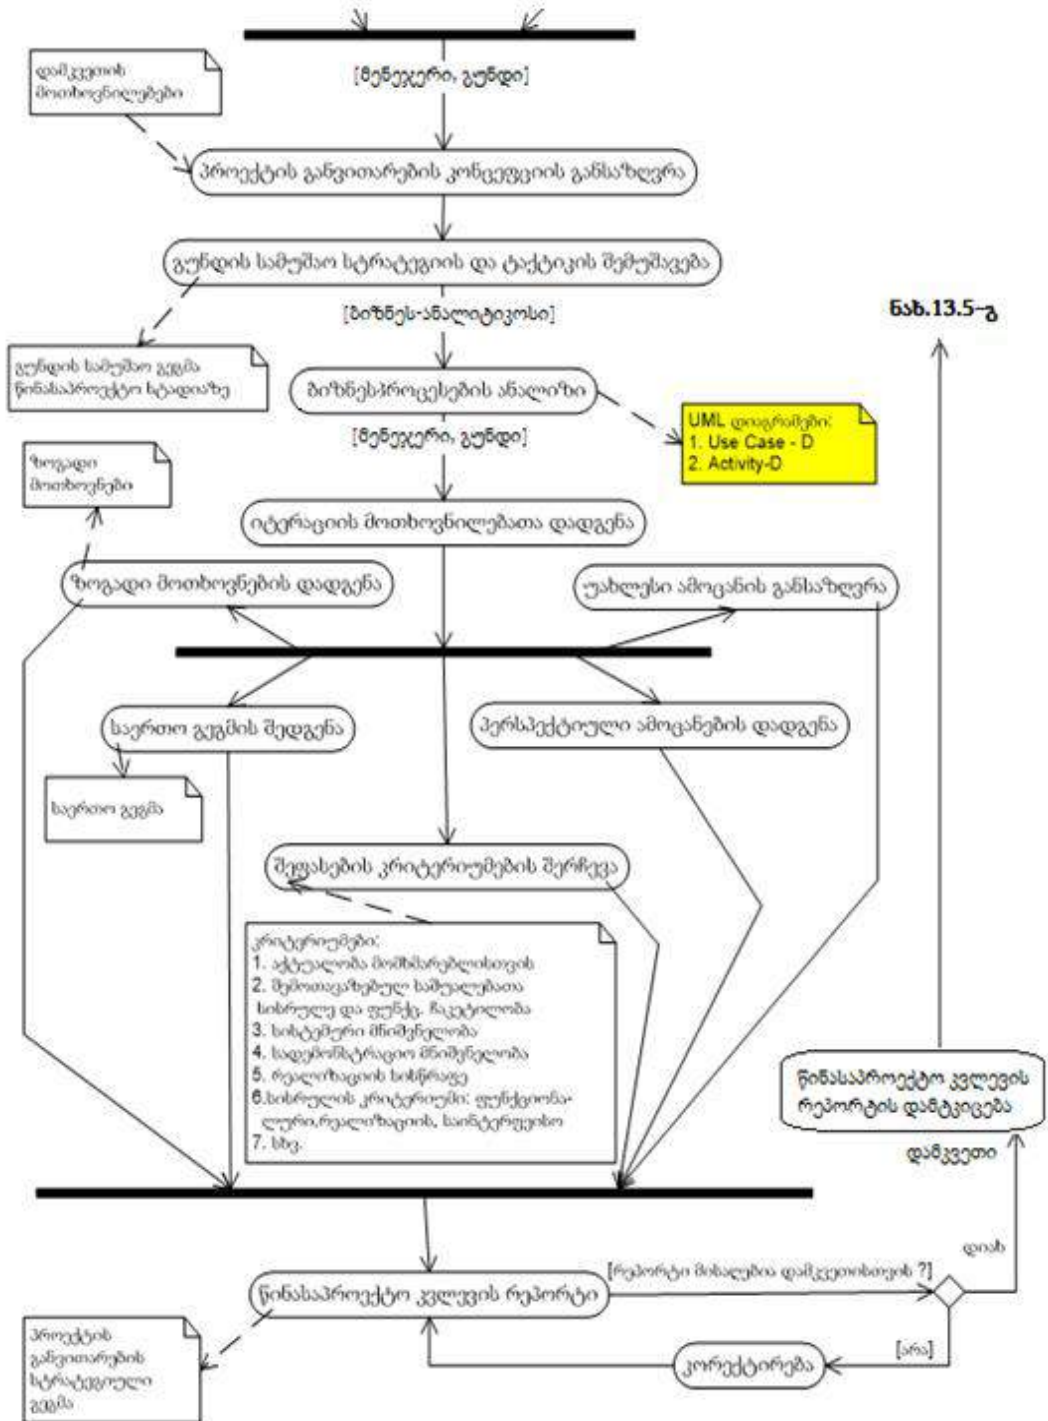 [მენეჯერი, გუნდი]
დამკვეთის
მოთხოვნილებები
პროექტის განვითარების კონცეფციის განსაზღვრა
გუნდის სამუშაო სტრატეგიის და ტაქტიკის შემუშავება
[ბიზნეს-ანალიტიკოსი]
ნახ.13.5-გ
გუნდის სამუშაო გეგმა
წინასაპროექტო სტადიაზე
ბიზნესპროცესების ანალიზი
UML დიაგრამები:
1. Use Case - D
2. Activity-D
[მენეჯერი, გუნდი]
ზოგადი
მოთხოვნები
იტერაციის მოთხოვნილებათა დადგენა
ზოგადი მოთხოვნების დადგენა
უახლესი ამოცანის განსაზღვრა
საერთო გეგმის შედგენა
პერსპექტიული ამოცანების დადგენა
საერთო გეგმა
შეფასების კრიტერიუმების შერჩევა
კრიტერიუმები:
1. აქტუალობა მომხმარებლისთვის
2. შემოთავაზებულ საშუალებათა
სისრულე და ფუნქც. ჩაკეტილობა
3. სისტემური მნიშვნელობა
4. სადემონსტრაციო მნიშვნელობა
5. რეალიზაციის სისწრაფე
6.სისრულის კრიტერიუმი: ფუნქციონა-
ლური,რეალიზაციის, საინტერფეისო
7. სხვ.
წინასაპროექტო კვლევის
რეპორტის დამტკიცება
დამკვეთი
დიახ
[რეპორტი მისაღებია დამკვეთისთვის ?]
წინასაპროექტო კვლევის რეპორტი
[არა]
კორექტირება
პროექტის
განვითარების
სტრატეგიული
გეგმა